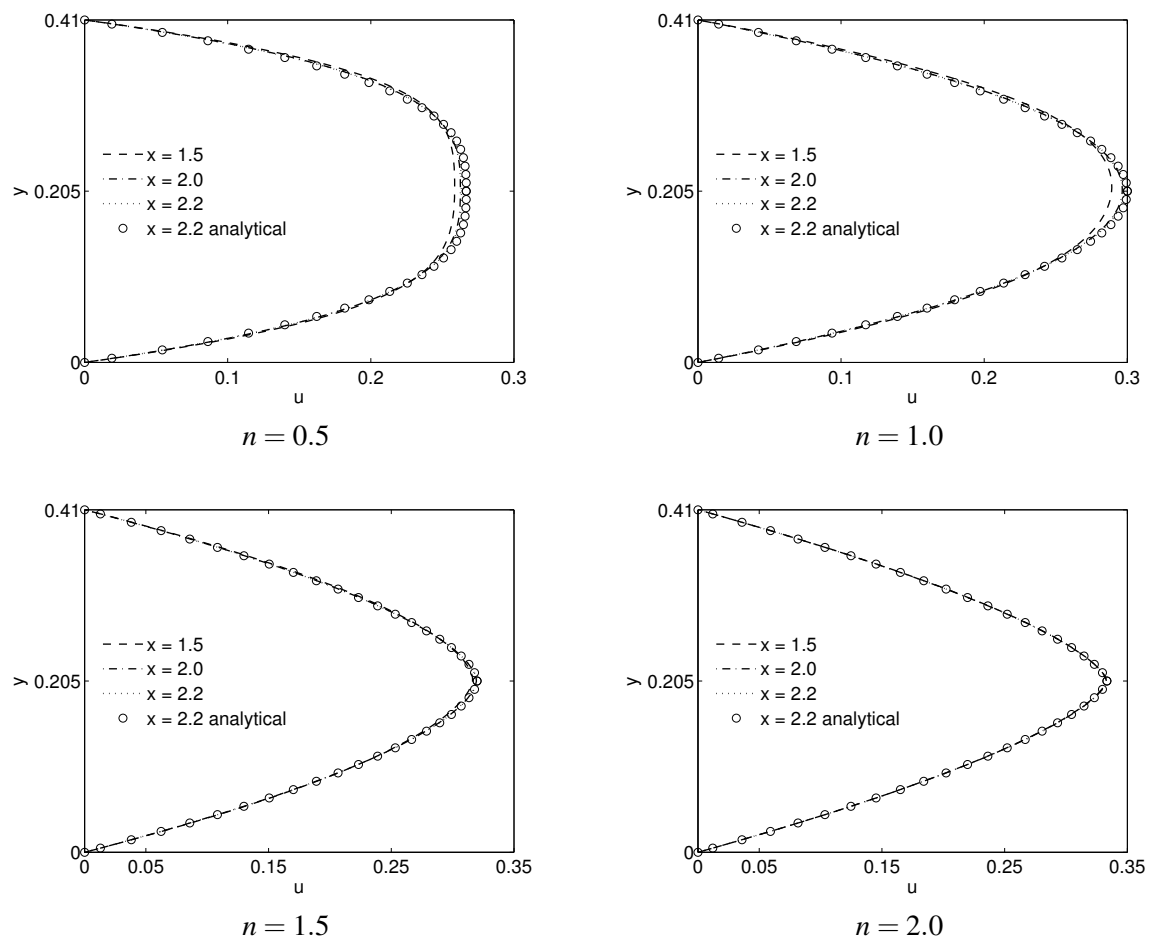 0.41
y
0.205
0
x = 1.5
x = 2.0
x = 2.2
x = 2.2 analytical
0 0.1 0.2 0.3
u
n = 0.5
0.41
y
0.205
0
x = 1.5
x = 2.0
x = 2.2
x = 2.2 analytical
0 0.1 0.2 0.3
u
n = 1.0
0.41
y
0.205
0
x = 1.5
x = 2.0
x = 2.2
x = 2.2 analytical
0 0.05 0.15 0.25 0.35
u
n = 1.5
0.41
y
0.205
0
x = 1.5
x = 2.0
x = 2.2
x = 2.2 analytical
0 0.05 0.15 0.25 0.35
u
n = 2.0